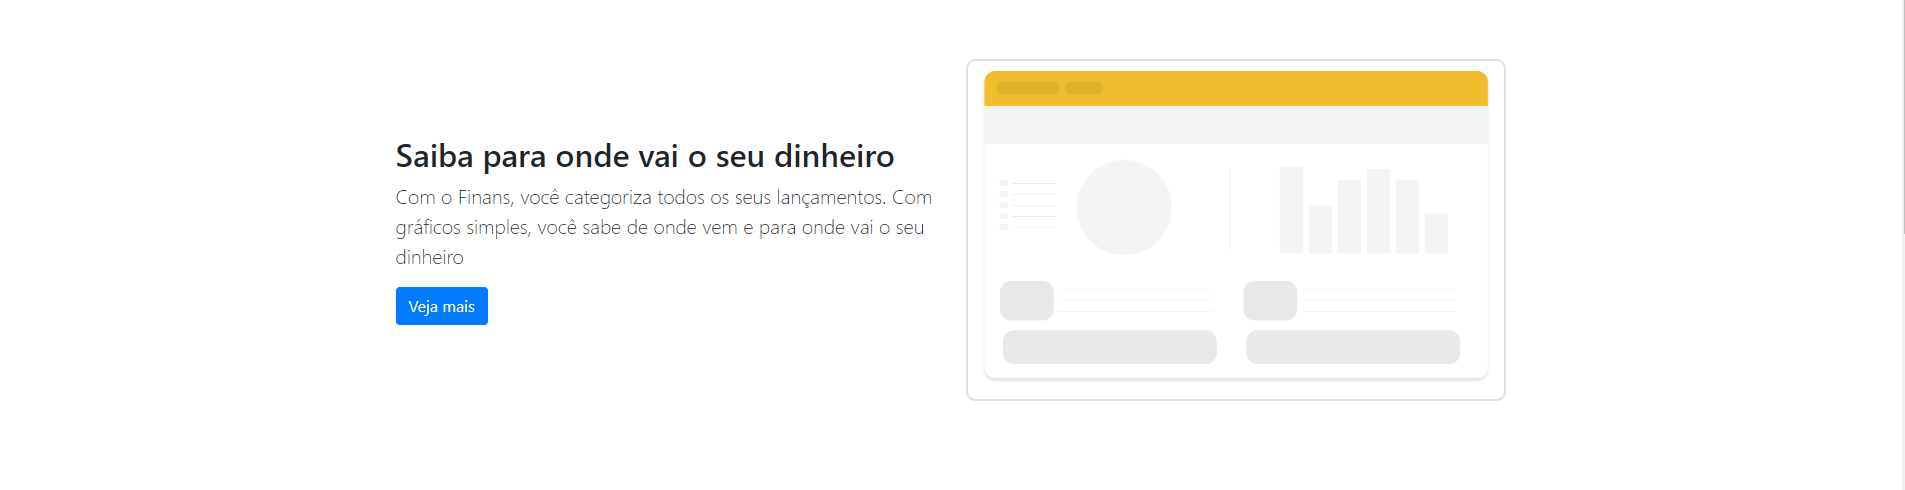 Saiba para onde vai o seu dinheiro
Com o Finans, você categoriza todos os seus lançamentos. Com
gráficos simples, você sabe de onde vem e para onde vai o seu
dinheiro
Veja mais